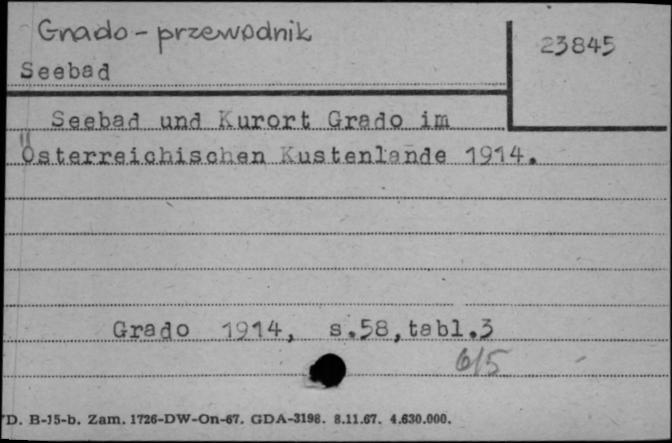 Grado - przewodnik
23845
Seebad
Seebad und Kurort Grado im
Österreichischen Kustenlande 1914.
Grado 1914, s.58,tabl.3
6/5
D. B-15-b. Zam. 1726-DW-On-67. GDA-3198. 8.11.67. 4.630.000.